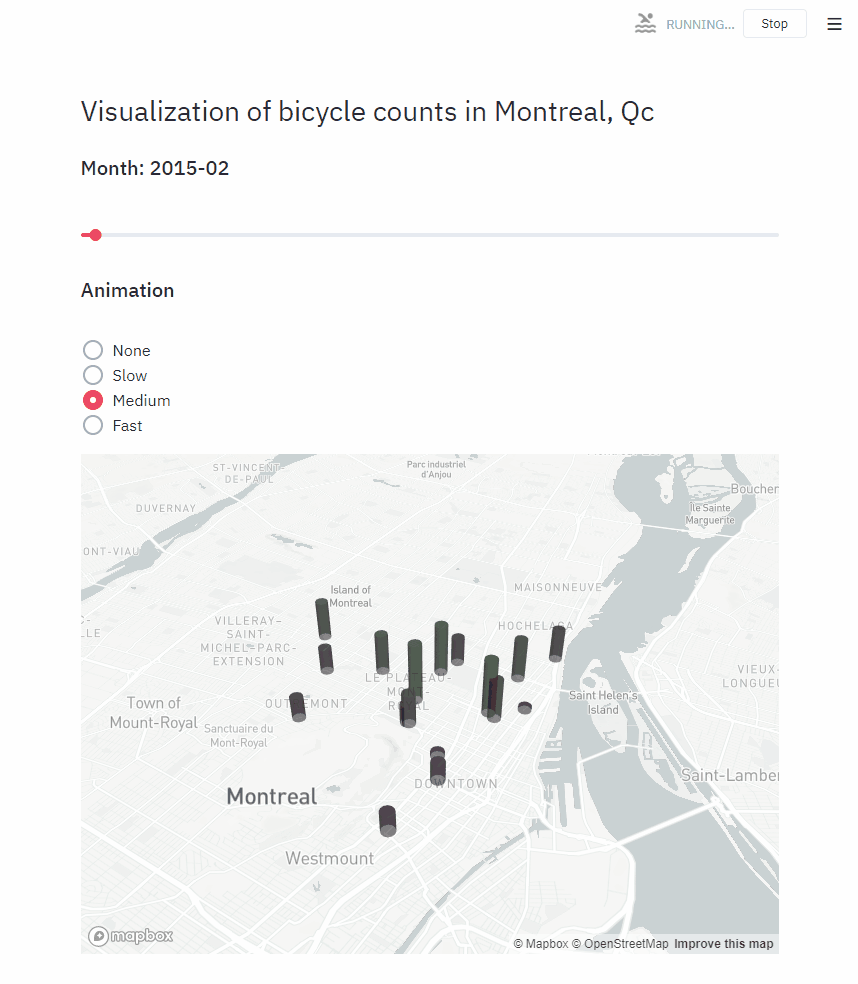 RUNNING...
Stop
Visualization of bicycle counts in Montreal, Qc
Month: 2015-02
Animation
None
Slow
Medium
Fast
ST-VINCENT-
DE-PAUL
Parc industriel
d'Anjou
Boucher
Île Sainte
Marguerite
DUVERNAY
ONT-VIAU
Island of
Montreal
MAISONNEUVE
C-
LLE
VILLERAY–
SAINT-
MICHEL–PARC-
EXTENSION
HOCHELAGA
LE PLATEAU-
MONT-
ROYAL
VIEUX-
LONGUEU
Town of
Mount-Royal
OUTREMONT
Saint Helen's
Island
Sanctuaire du
Mont-Royal
DOWNTOWN
Saint-Lamber
Montreal
Westmount
mapbox
© Mapbox © OpenStreetMap Improve this map